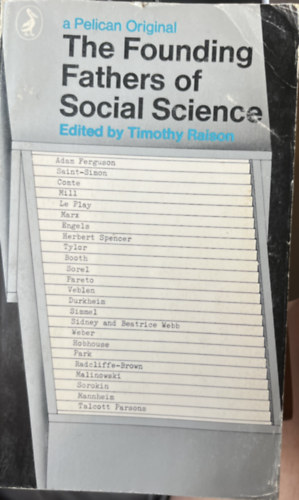 a Pelican Original
The Founding
Fathers of
Social Science
Edited by Timothy Raison
Adam Ferguson
Saint-Simon
Comte
Mill
Le Play
Marx
Engels
Herbert Spencer
Tylor
Booth
Sorel
Pareto
Veblen
Durkheim
Simmel
Sidney and Beatrice Webb
Weber
Hobhouse
Park
Radcliffe-Brown
Malinowski
Sorokin
Mannheim
Talcott Parsons